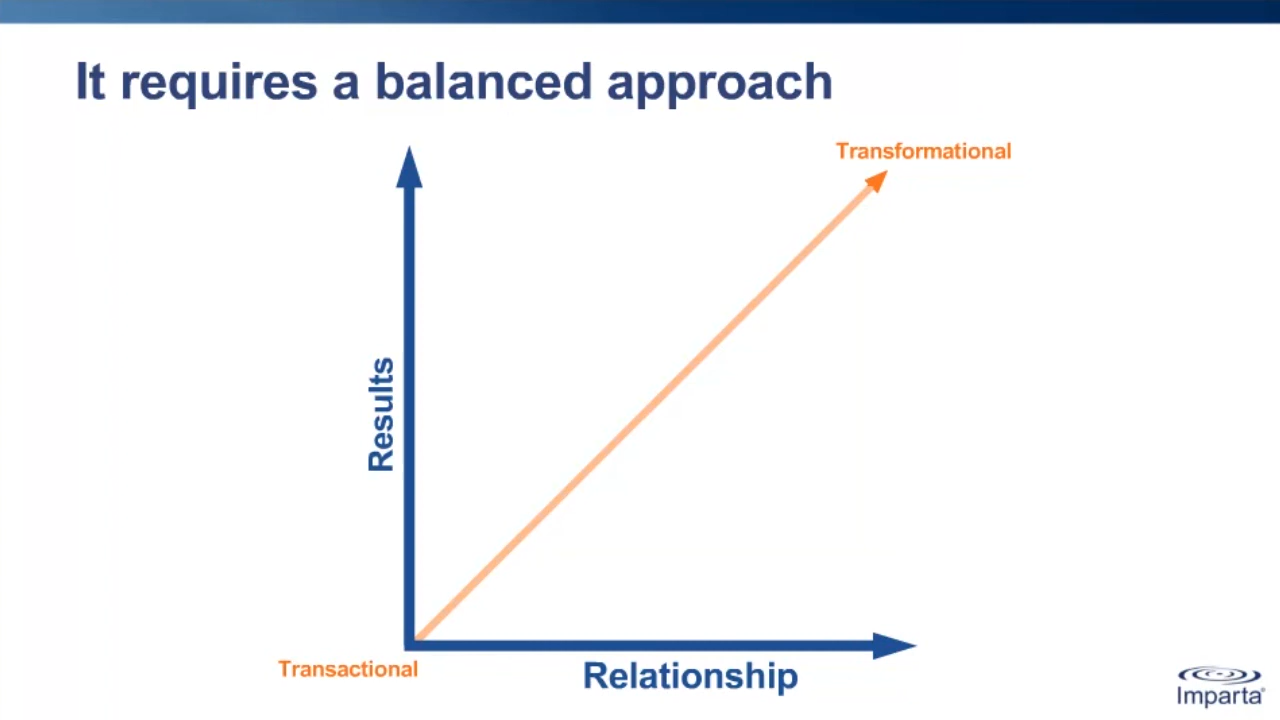 It requires a balanced approach
Transformational
Results
Transactional
Relationship
Imparta®